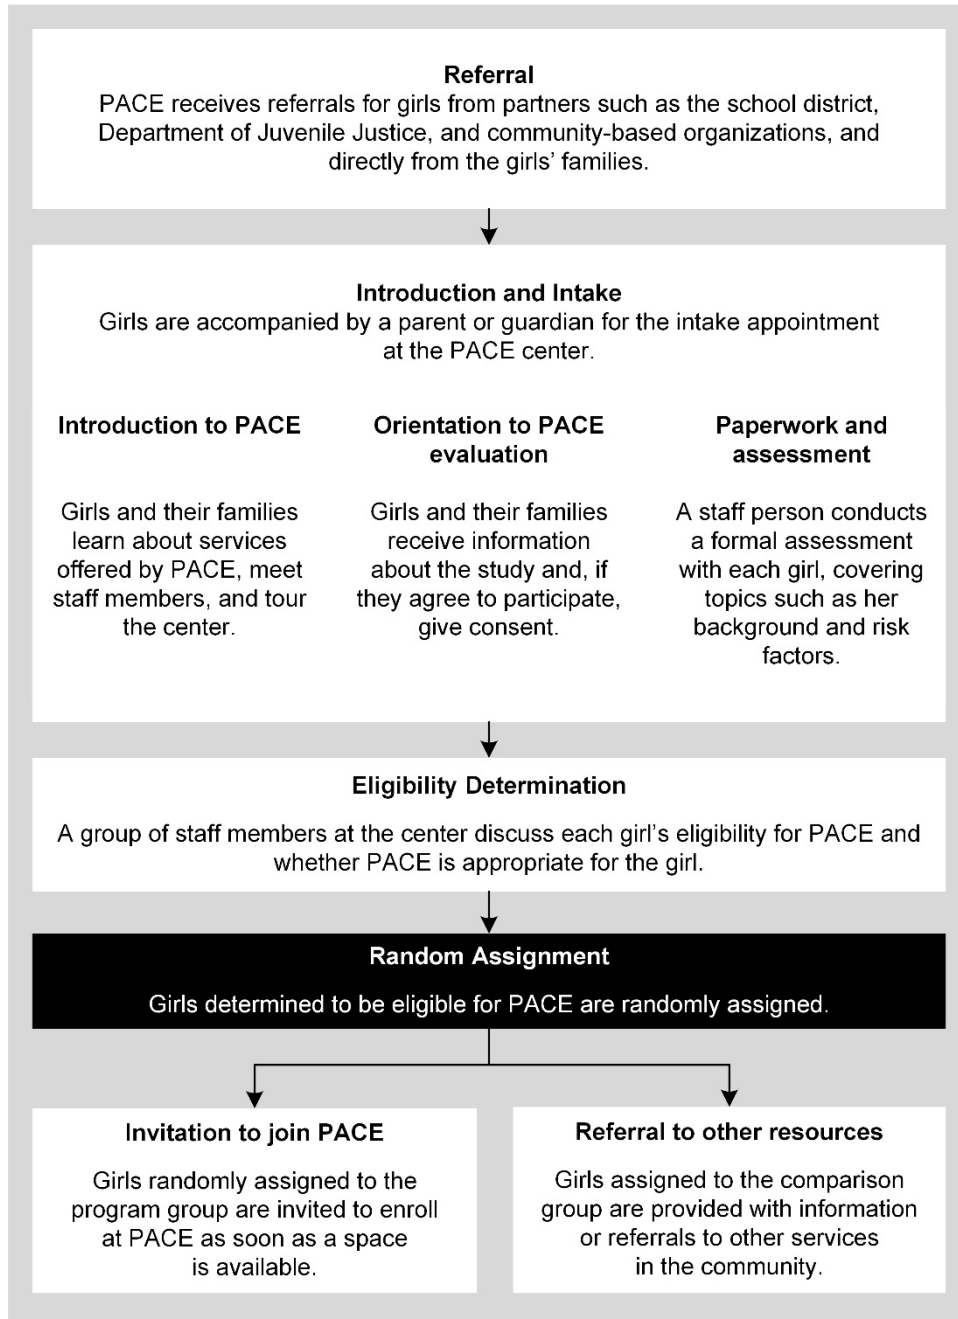 Referral
PACE receives referrals for girls from partners such as the school district,
Department of Juvenile Justice, and community-based organizations, and
directly from the girls’ families.
Introduction and Intake
Girls are accompanied by a parent or guardian for the intake appointment
at the PACE center.
Introduction to PACE
Girls and their families
learn about services
offered by PACE, meet
staff members, and tour
the center.
Orientation to PACE
evaluation
Girls and their families
receive information
about the study and, if
they agree to participate,
give consent.
Paperwork and
assessment
A staff person conducts
a formal assessment
with each girl, covering
topics such as her
background and risk
factors.
Eligibility Determination
A group of staff members at the center discuss each girl’s eligibility for PACE and
whether PACE is appropriate for the girl.
Random Assignment
Girls determined to be eligible for PACE are randomly assigned.
Invitation to join PACE
Girls randomly assigned to the
program group are invited to enroll
at PACE as soon as a space
is available.
Referral to other resources
Girls assigned to the comparison
group are provided with information
or referrals to other services
in the community.